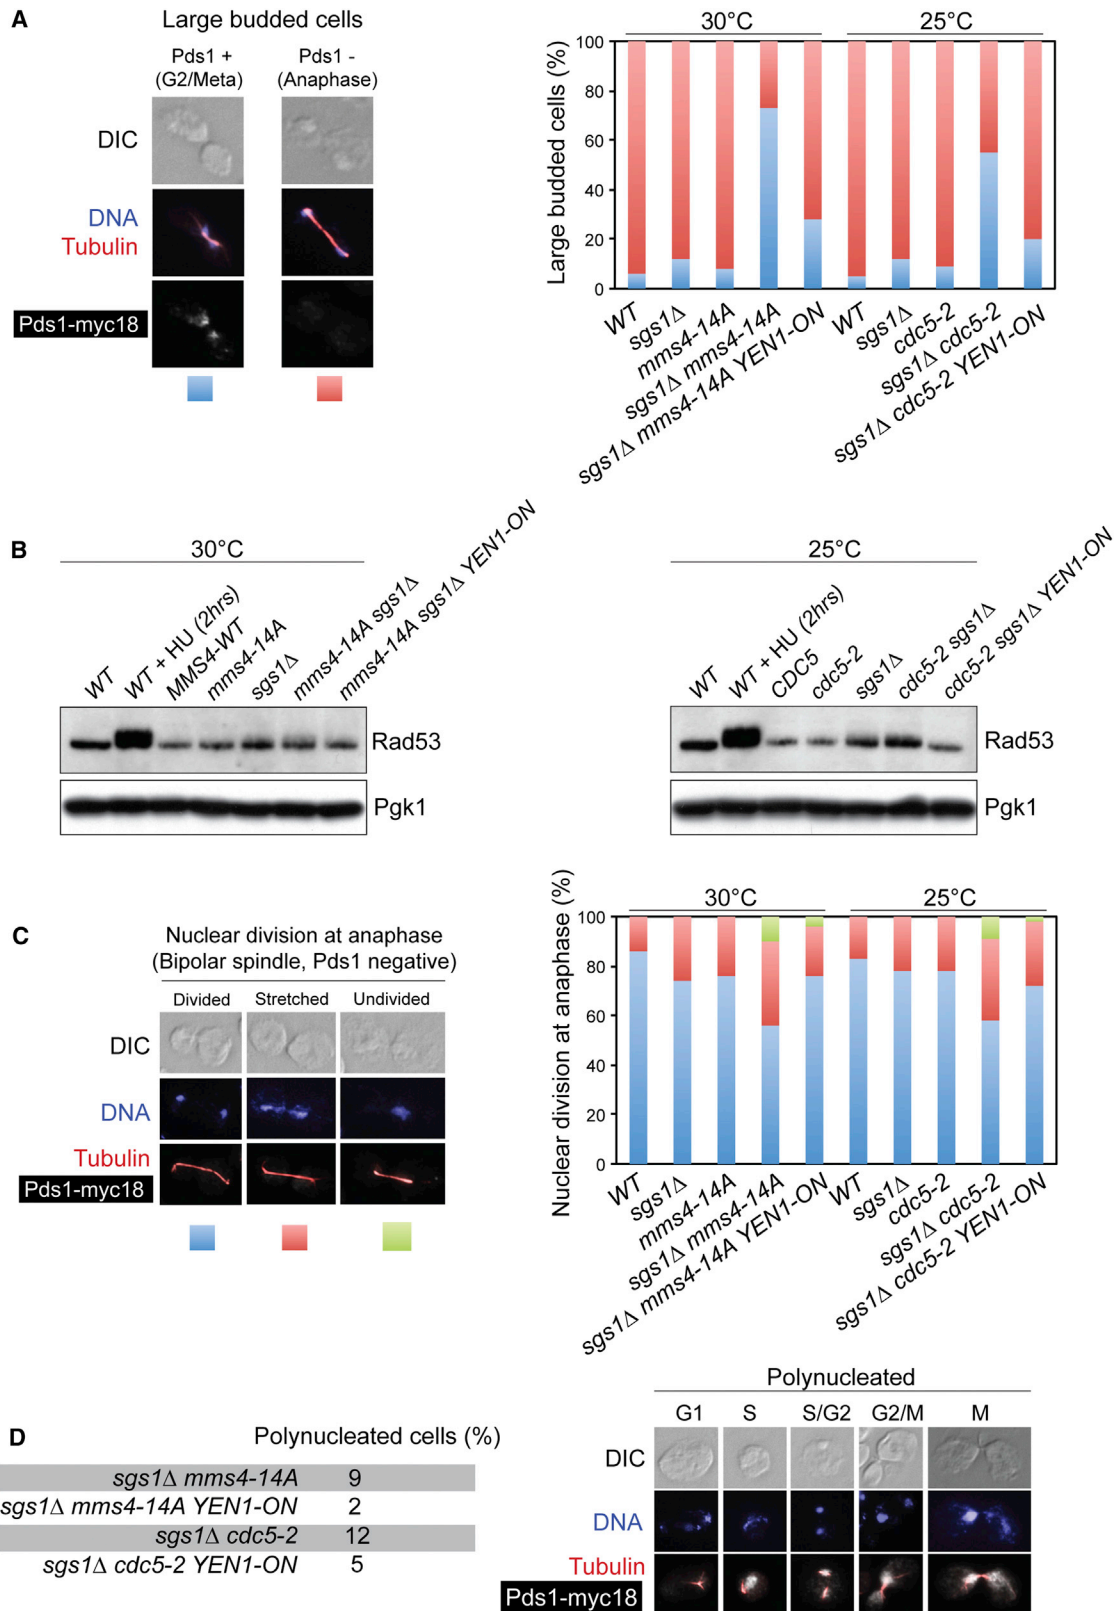 A
Large budded cells
Pds1 +
(G2/Meta)
Pds1 -
(Anaphase)
DIC
DNA
Tubulin
Pds1-myc18
30°C
25°C
Large budded cells (%)
100
80
60
40
20
0
WT
sgs1Δ
mms4-14A
sgs1Δ mms4-14A
sgs1Δ mms4-14A YEN1-ON
WT
sgs1Δ
cdc5-2
sgs1Δ cdc5-2
sgs1Δ cdc5-2 YEN1-ON
B
30°C
WT
WT + HU (2hrs)
MMS4-WT
mms4-14A
sgs1Δ
mms4-14A sgs1Δ
mms4-14A sgs1Δ YEN1-ON
Rad53
Pgk1
25°C
WT
WT + HU (2hrs)
CDC5
cdc5-2
sgs1Δ
cdc5-2 sgs1Δ
cdc5-2 sgs1Δ YEN1-ON
Rad53
Pgk1
C
Nuclear division at anaphase
(Bipolar spindle, Pds1 negative)
Divided
Stretched
Undivided
DIC
DNA
Tubulin
Pds1-myc18
30°C
25°C
Nuclear division at anaphase (%)
100
80
60
40
20
0
WT
sgs1Δ
mms4-14A
sgs1Δ mms4-14A
sgs1Δ mms4-14A YEN1-ON
WT
sgs1Δ
cdc5-2
sgs1Δ cdc5-2
sgs1Δ cdc5-2 YEN1-ON
D
Polynucleated cells (%)
sgs1Δ mms4-14A 9
sgs1Δ mms4-14A YEN1-ON 2
sgs1Δ cdc5-2 12
sgs1Δ cdc5-2 YEN1-ON 5
Polynucleated
G1 S S/G2 G2/M M
DIC
DNA
Tubulin
Pds1-myc18